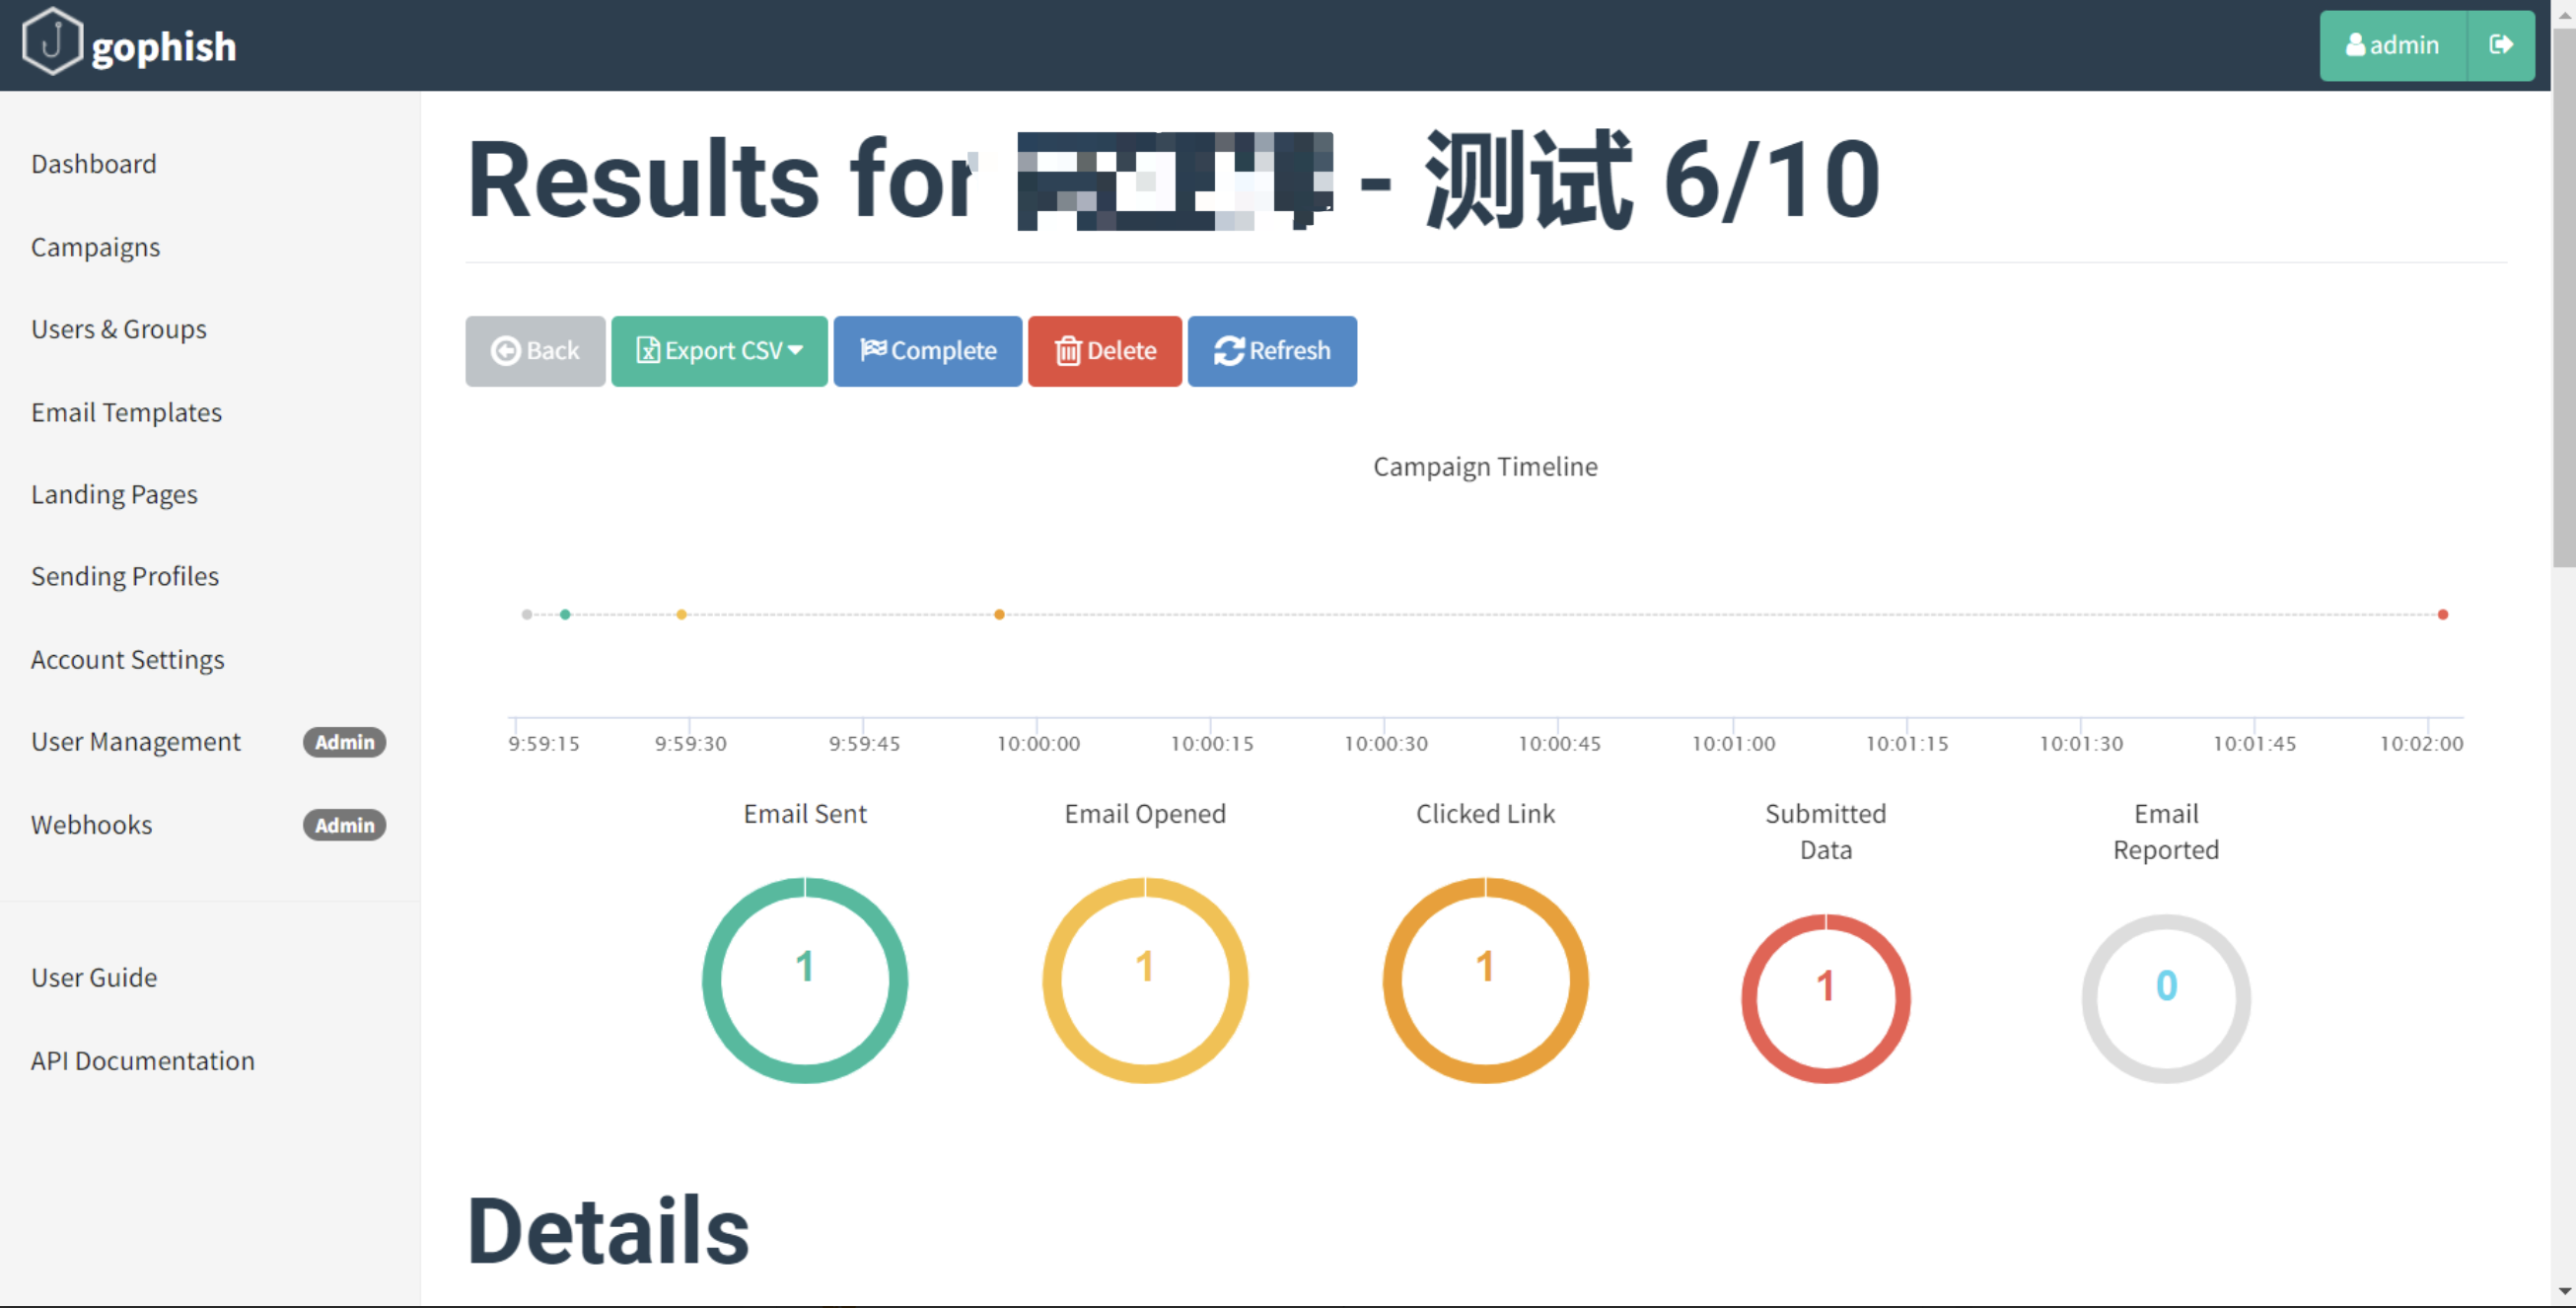 gophish
admin
Dashboard
Campaigns
Users & Groups
Email Templates
Landing Pages
Sending Profiles
Account Settings
User Management Admin
Webhooks Admin
User Guide
API Documentation
Results for - 测试 6/10
Back Export CSV Complete Delete Refresh
Campaign Timeline
9:59:15 9:59:30 9:59:45 10:00:00 10:00:15 10:00:30 10:00:45 10:01:00 10:01:15 10:01:30 10:01:45 10:02:00
Email Sent
1
Email Opened
1
Clicked Link
1
Submitted
Data
1
Email
Reported
0
Details